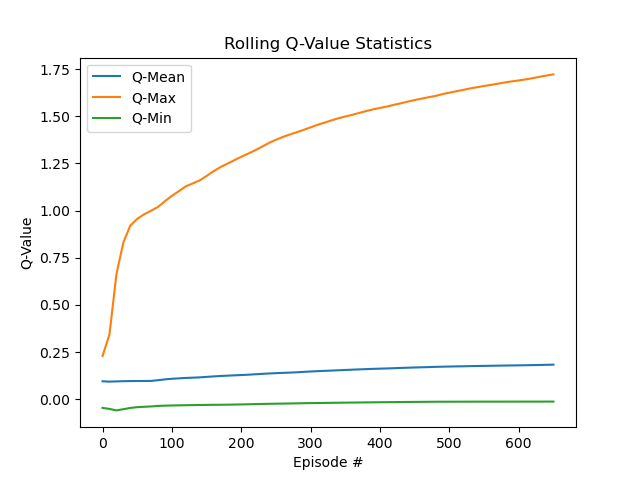 Rolling Q-Value Statistics
Q-Mean
Q-Max
Q-Min
Q-Value
1.75
1.50
1.25
1.00
0.75
0.50
0.25
0.00
0 100 200 300 400 500 600
Episode #